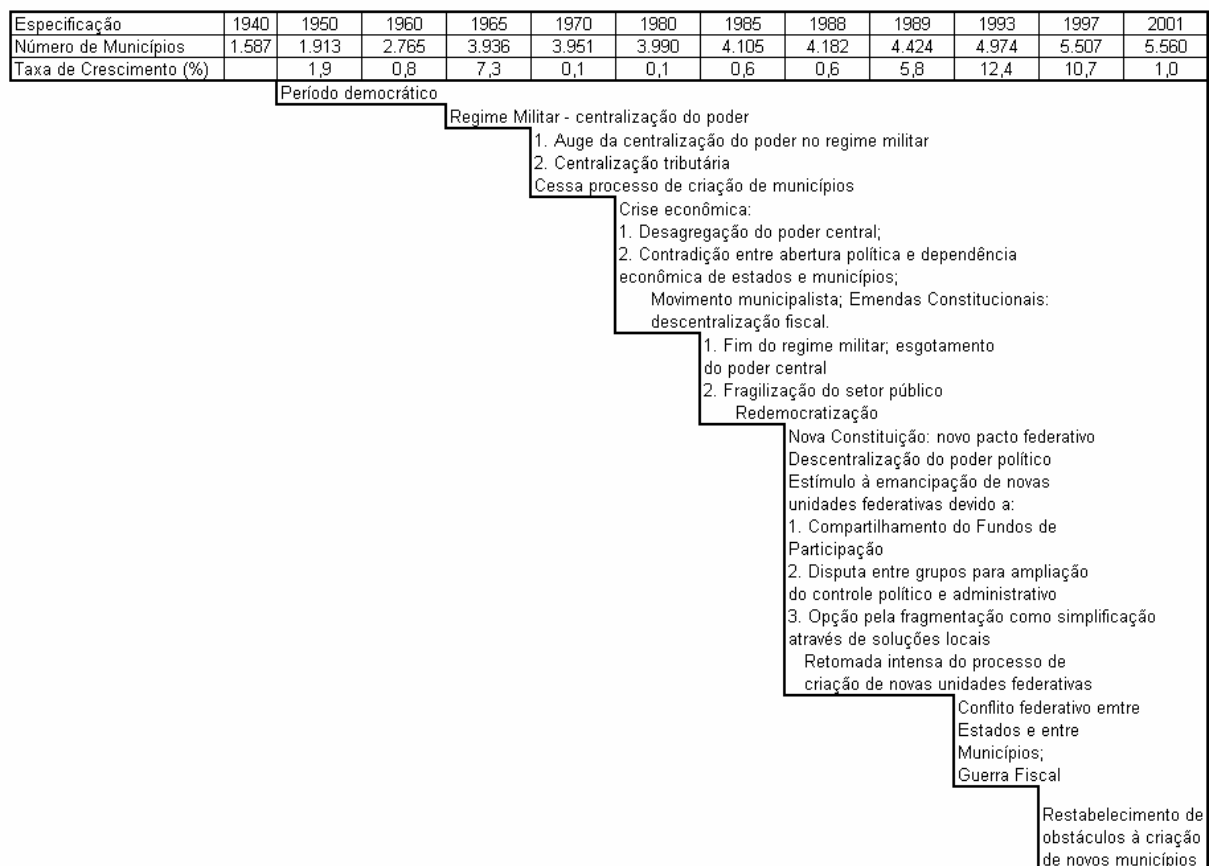 Especificação 1940 1950 1960 1965 1970 1980 1985 1988 1989 1993 1997 2001
Número de Municípios 1.587 1.913 2.765 3.936 3.951 3.990 4.105 4.182 4.424 4.974 5.507 5.560
Taxa de Crescimento (%) 1,9 0,8 7,3 0,1 0,1 0,6 0,6 5,8 12,4 10,7 1,0
Período democrático
Regime Militar - centralização do poder
1. Auge da centralização do poder no regime militar
2. Centralização tributária
Cessa processo de criação de municípios
Crise econômica:
1. Desagregação do poder central;
2. Contradição entre abertura política e dependência
econômica de estados e municípios;
Movimento municipalista; Emendas Constitucionais:
descentralização fiscal.
1. Fim do regime militar; esgotamento
do poder central
2. Fragilização do setor público
Redemocratização
Nova Constituição: novo pacto federativo
Descentralização do poder político
Estímulo à emancipação de novas
unidades federativas devido a:
1. Compartilhamento do Fundos de
Participação
2. Disputa entre grupos para ampliação
do controle político e administrativo
3. Opção pela fragmentação como simplificação
através de soluções locais
Retomada intensa do processo de
criação de novas unidades federativas
Conflito federativo emtre
Estados e entre
Municípios;
Guerra Fiscal
Restabelecimento de
obstáculos à criação
de novos municípios